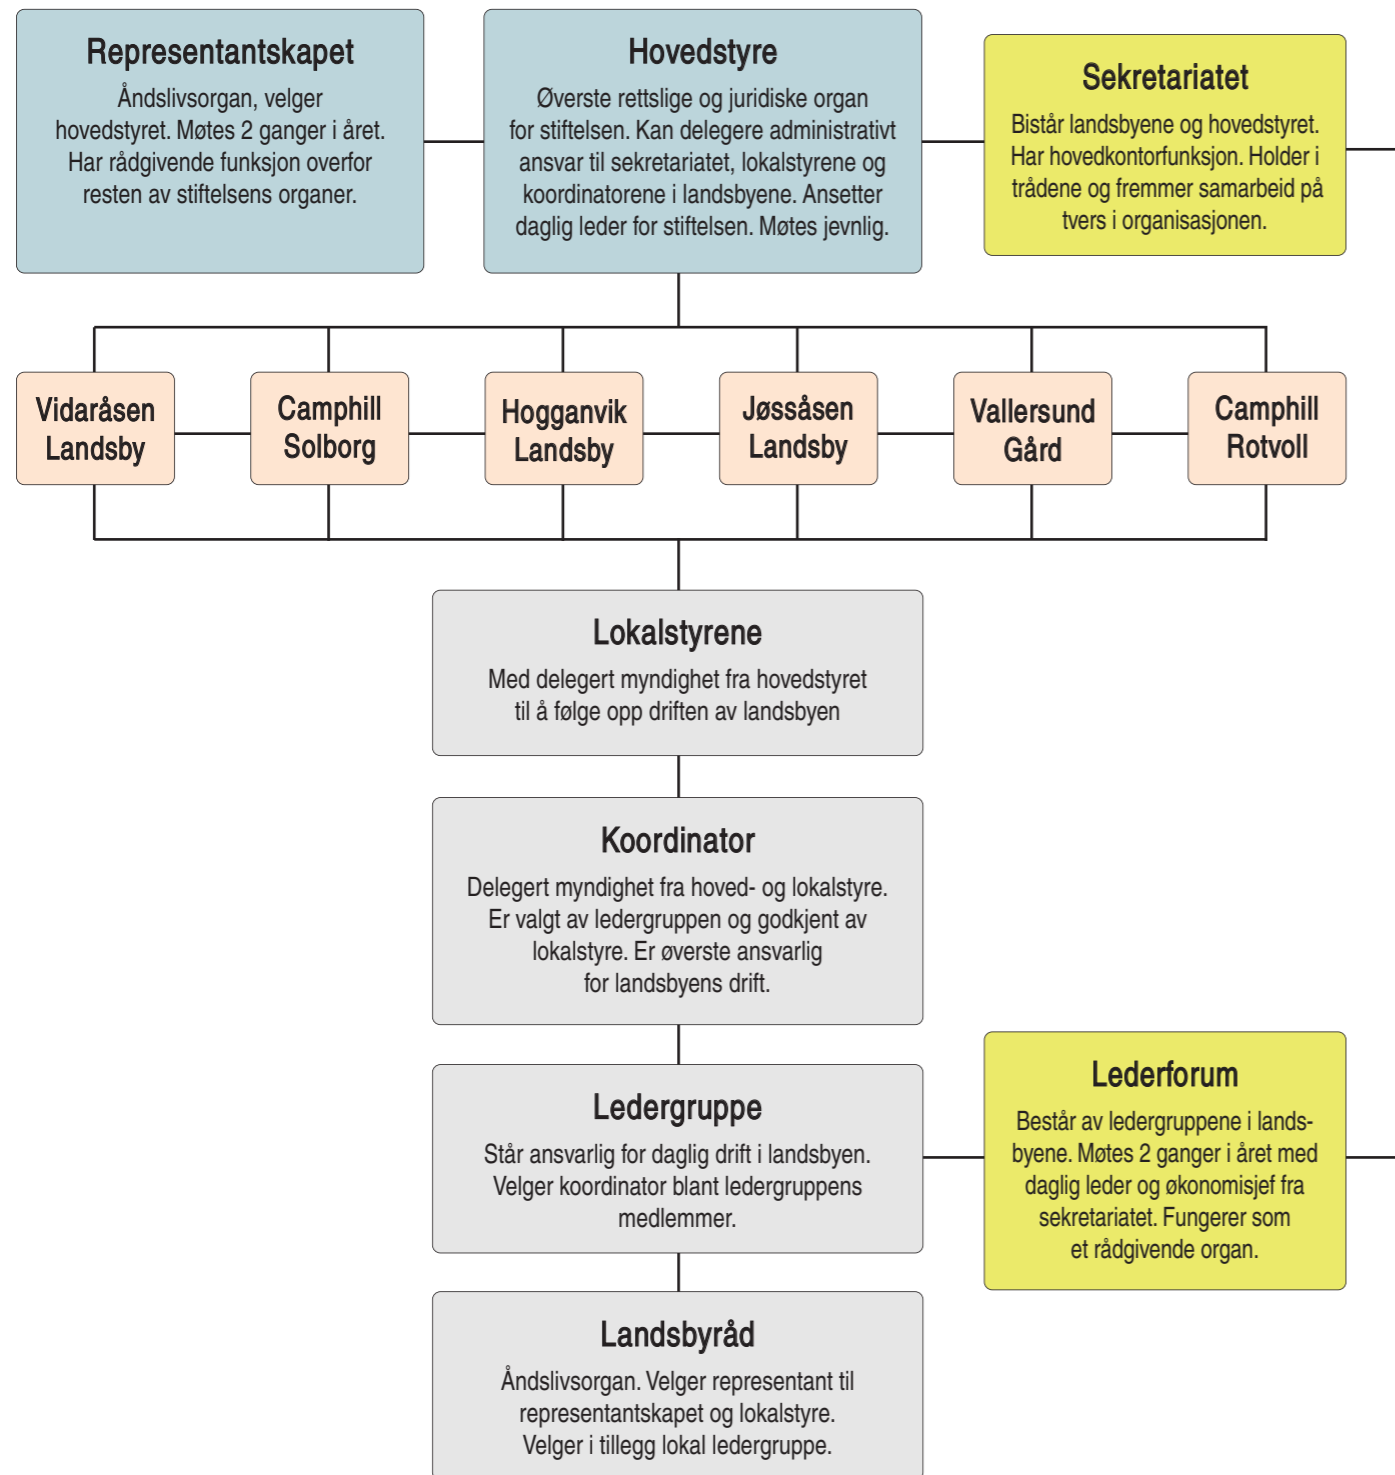 Representantskapet
Åndslivsorgan, velger
hovedstyret. Møtes 2 ganger i året.
Har rådgivende funksjon overfor
resten av stiftelsens organer.
Hovedstyre
Øverste rettslige og juridiske organ
for stiftelsen. Kan delegere administrativt
ansvar til sekretariatet, lokalstyrene og
koordinatorene i landsbyene. Ansetter
daglig leder for stiftelsen. Møtes jevnlig.
Sekretariatet
Bistår landsbyene og hovedstyret.
Har hovedkontorfunksjon. Holder i
trådene og fremmer samarbeid på
tvers i organisasjonen.
Vidaråsen
Landsby
Camphill
Solborg
Hogganvik
Landsby
Jøssåsen
Landsby
Vallersund
Gård
Camphill
Rotvoll
Lokalstyrene
Med delegert myndighet fra hovedstyret
til å følge opp driften av landsbyen
Koordinator
Delegert myndighet fra hoved- og lokalstyre.
Er valgt av ledergruppen og godkjent av
lokalstyre. Er øverste ansvarlig
for landsbyens drift.
Ledergruppe
Står ansvarlig for daglig drift i landsbyen.
Velger koordinator blant ledergruppens
medlemmer.
Lederforum
Består av ledergruppene i lands-
byene. Møtes 2 ganger i året med
daglig leder og økonomisjef fra
sekretariatet. Fungerer som
et rådgivende organ.
Landsbyråd
Åndslivsorgan. Velger representant til
representantskapet og lokalstyre.
Velger i tillegg lokal ledergruppe.